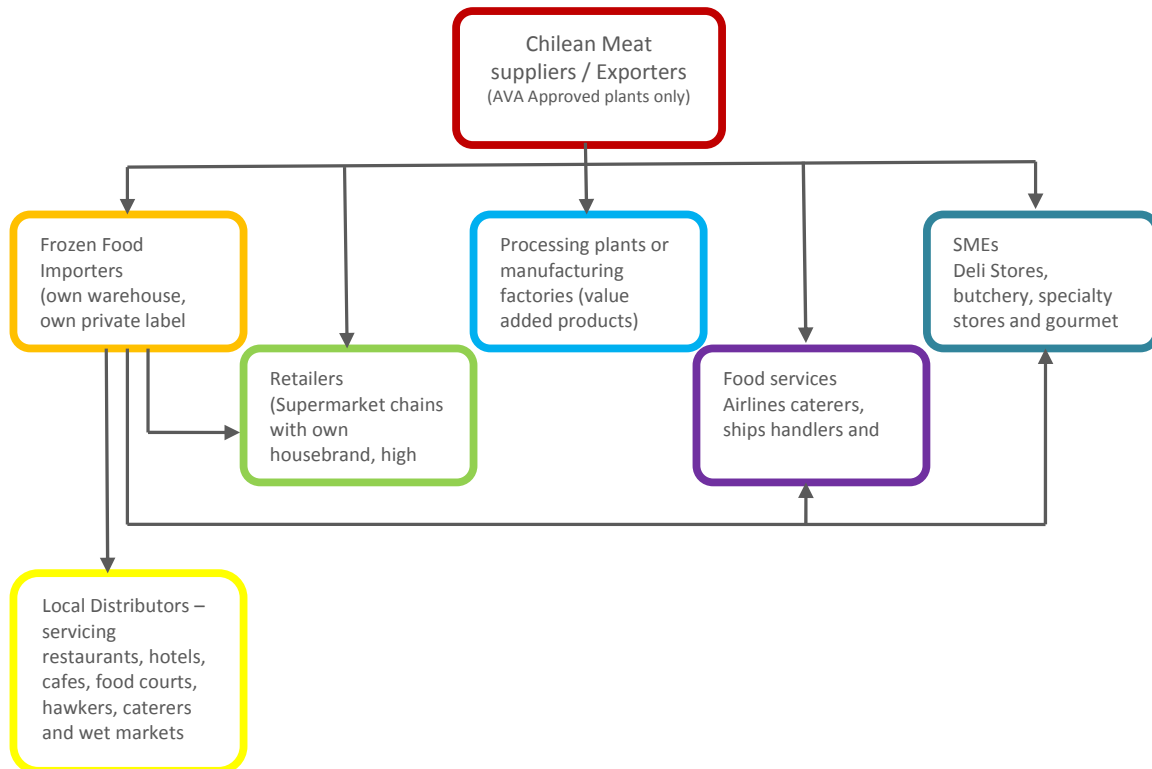 Chilean Meat
suppliers / Exporters
(AVA Approved plants only)
Frozen Food
Importers
(own warehouse,
own private label
Processing plants or
manufacturing
factories (value
added products)
SMEs
Deli Stores,
butchery, specialty
stores and gourmet
Retailers
(Supermarket chains
with own
housebrand, high
Food services
Airlines caterers,
ships handlers and
Local Distributors –
servicing
restaurants, hotels,
cafes, food courts,
hawkers, caterers
and wet markets